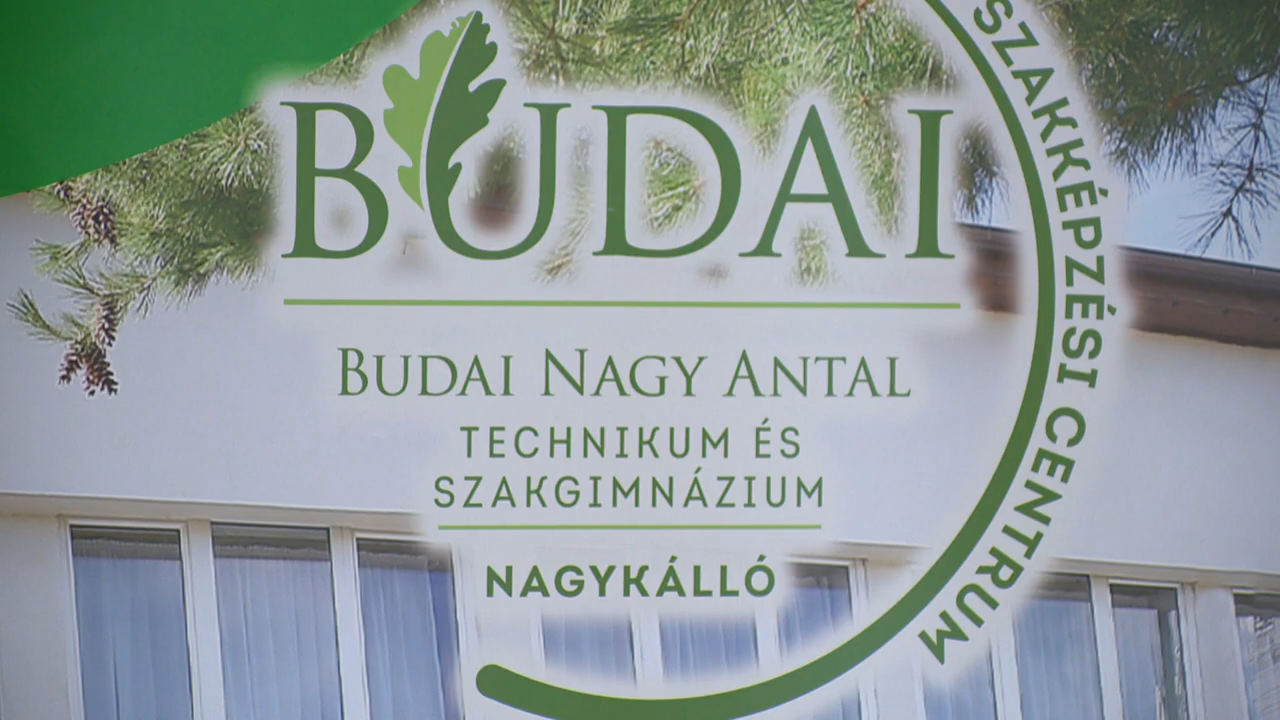 BUDAI
BUDAI NAGY ANTAL
TECHNIKUM ÉS
SZAKGIMNÁZIUM
NAGYKÁLLÓ
SZAKKÉPZÉSI CENTRUM